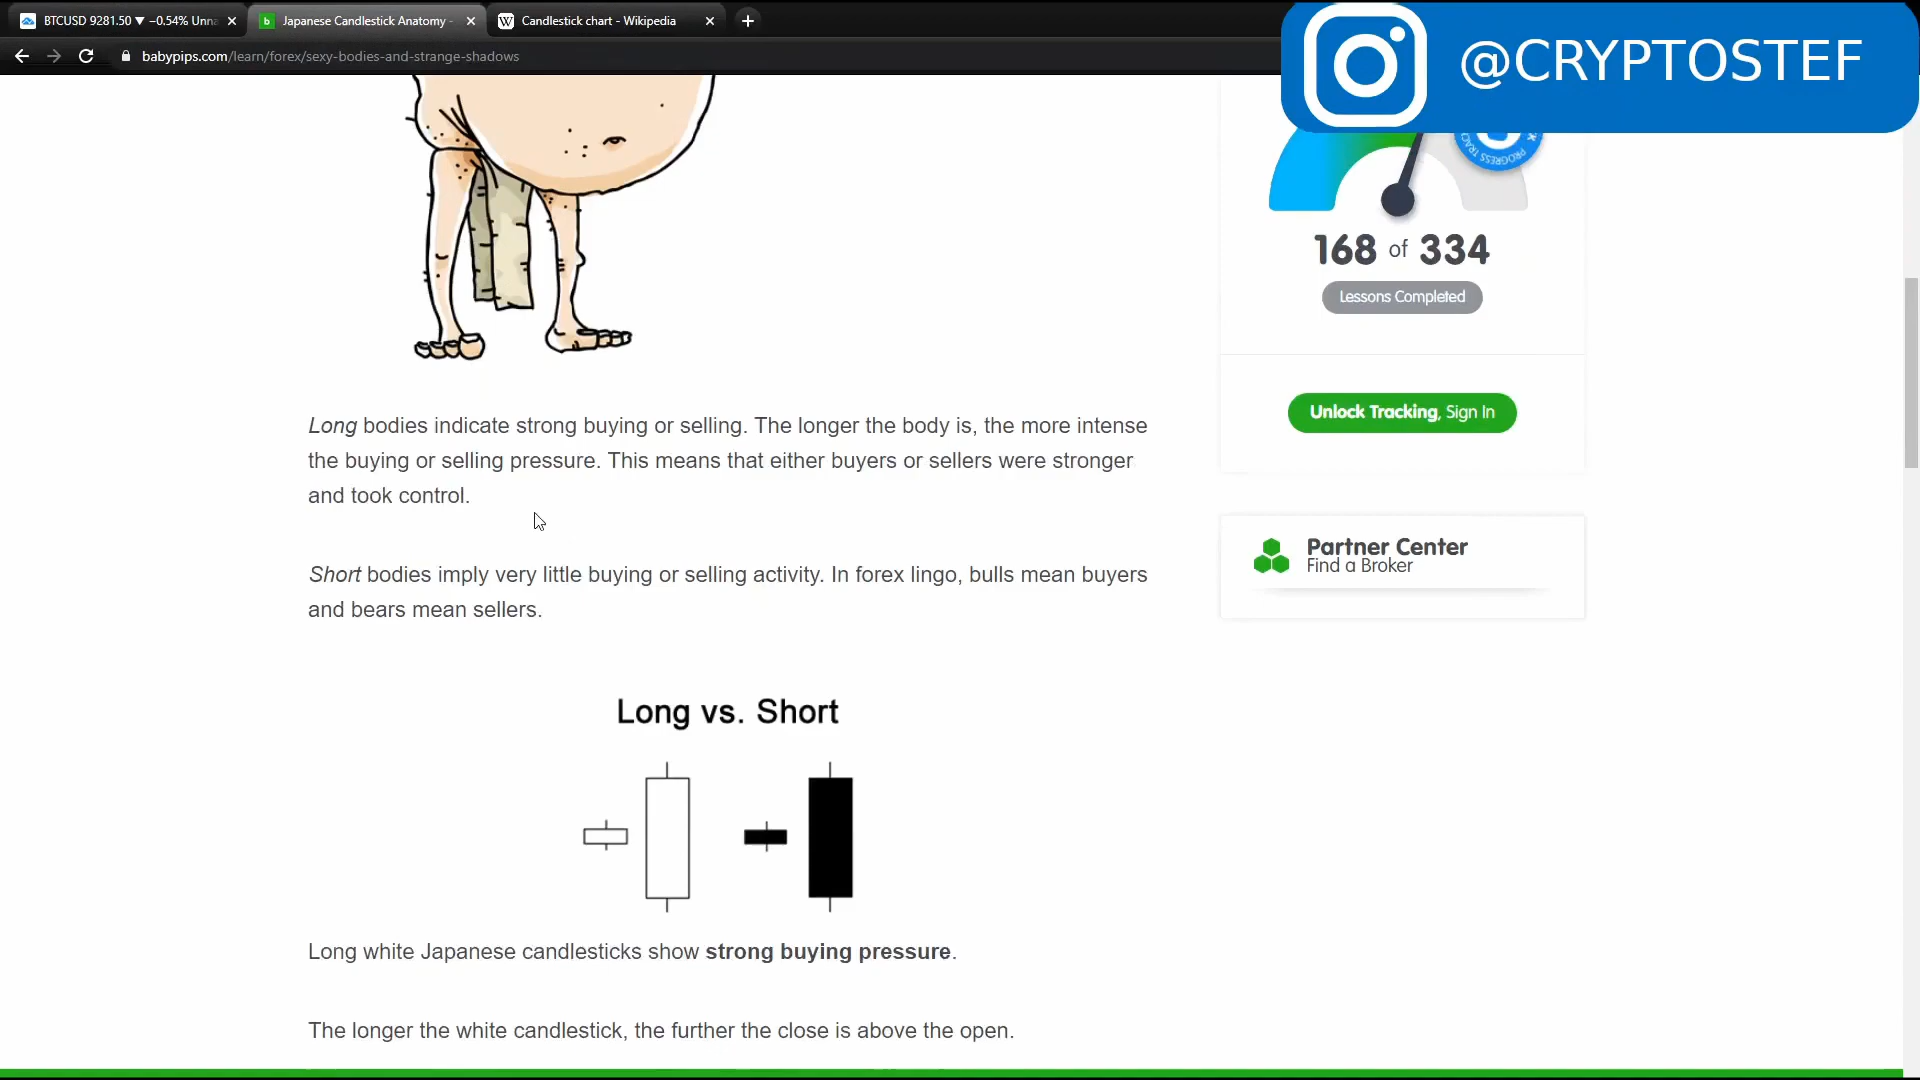 BTCUSD 9281.50 ▼ −0.54% Unna
Japanese Candlestick Anatomy -
Candlestick chart - Wikipedia
babypips.com/learn/forex/sexy-bodies-and-strange-shadows
@CRYPTOSTEF
168 of 334
Lessons Completed
Unlock Tracking, Sign In
Partner Center
Find a Broker
Long bodies indicate strong buying or selling. The longer the body is, the more intense
the buying or selling pressure. This means that either buyers or sellers were stronger
and took control.
Short bodies imply very little buying or selling activity. In forex lingo, bulls mean buyers
and bears mean sellers.
Long vs. Short
Long white Japanese candlesticks show strong buying pressure.
The longer the white candlestick, the further the close is above the open.